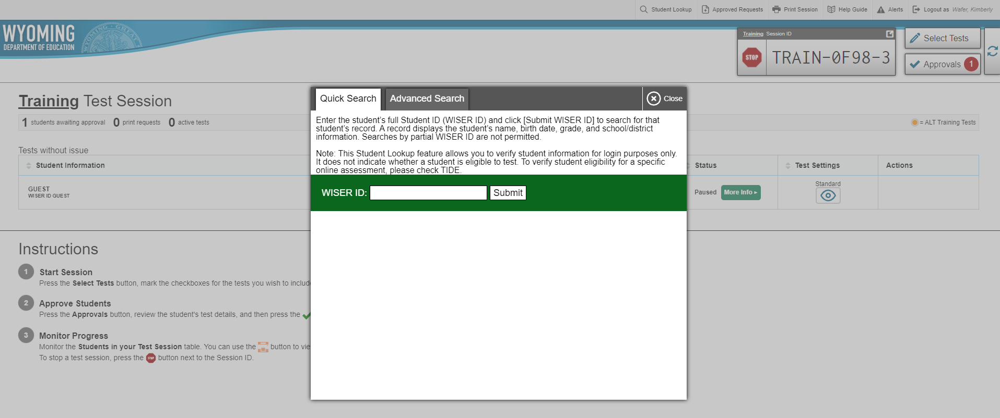 Student Lookup
Approved Requests
Print Session
Help Guide
Alerts
Logout as Wafer, Kimberly
WYOMING
DEPARTMENT OF EDUCATION
WYOMING GREAT
Training Session ID
STOP
TRAIN-0F98-3
Select Tests
Approvals 1
Training Test Session
1 students awaiting approval 0 print requests 0 active tests
= ALT Training Tests
Quick Search
Advanced Search
Close
Enter the student’s full Student ID (WISER ID) and click [Submit WISER ID] to search for that
student’s record. A record displays the student’s name, birth date, grade, and school/district
information. Searches by partial WISER ID are not permitted.
Note: This Student Lookup feature allows you to verify student information for login purposes only.
It does not indicate whether a student is eligible to test. To verify student eligibility for a specific
online assessment, please check TIDE.
WISER ID:
Submit
Tests without issue
Student Information
Status
Test Settings
Actions
GUEST
WISER ID GUEST
Paused
More Info ►
Standard
Instructions
1 Start Session
Press the Select Tests button, mark the checkboxes for the tests you wish to include
2 Approve Students
Press the Approvals button, review the student's test details, and then press the
3 Monitor Progress
Monitor the Students in your Test Session table. You can use the button to vie
To stop a test session, press the STOP button next to the Session ID.